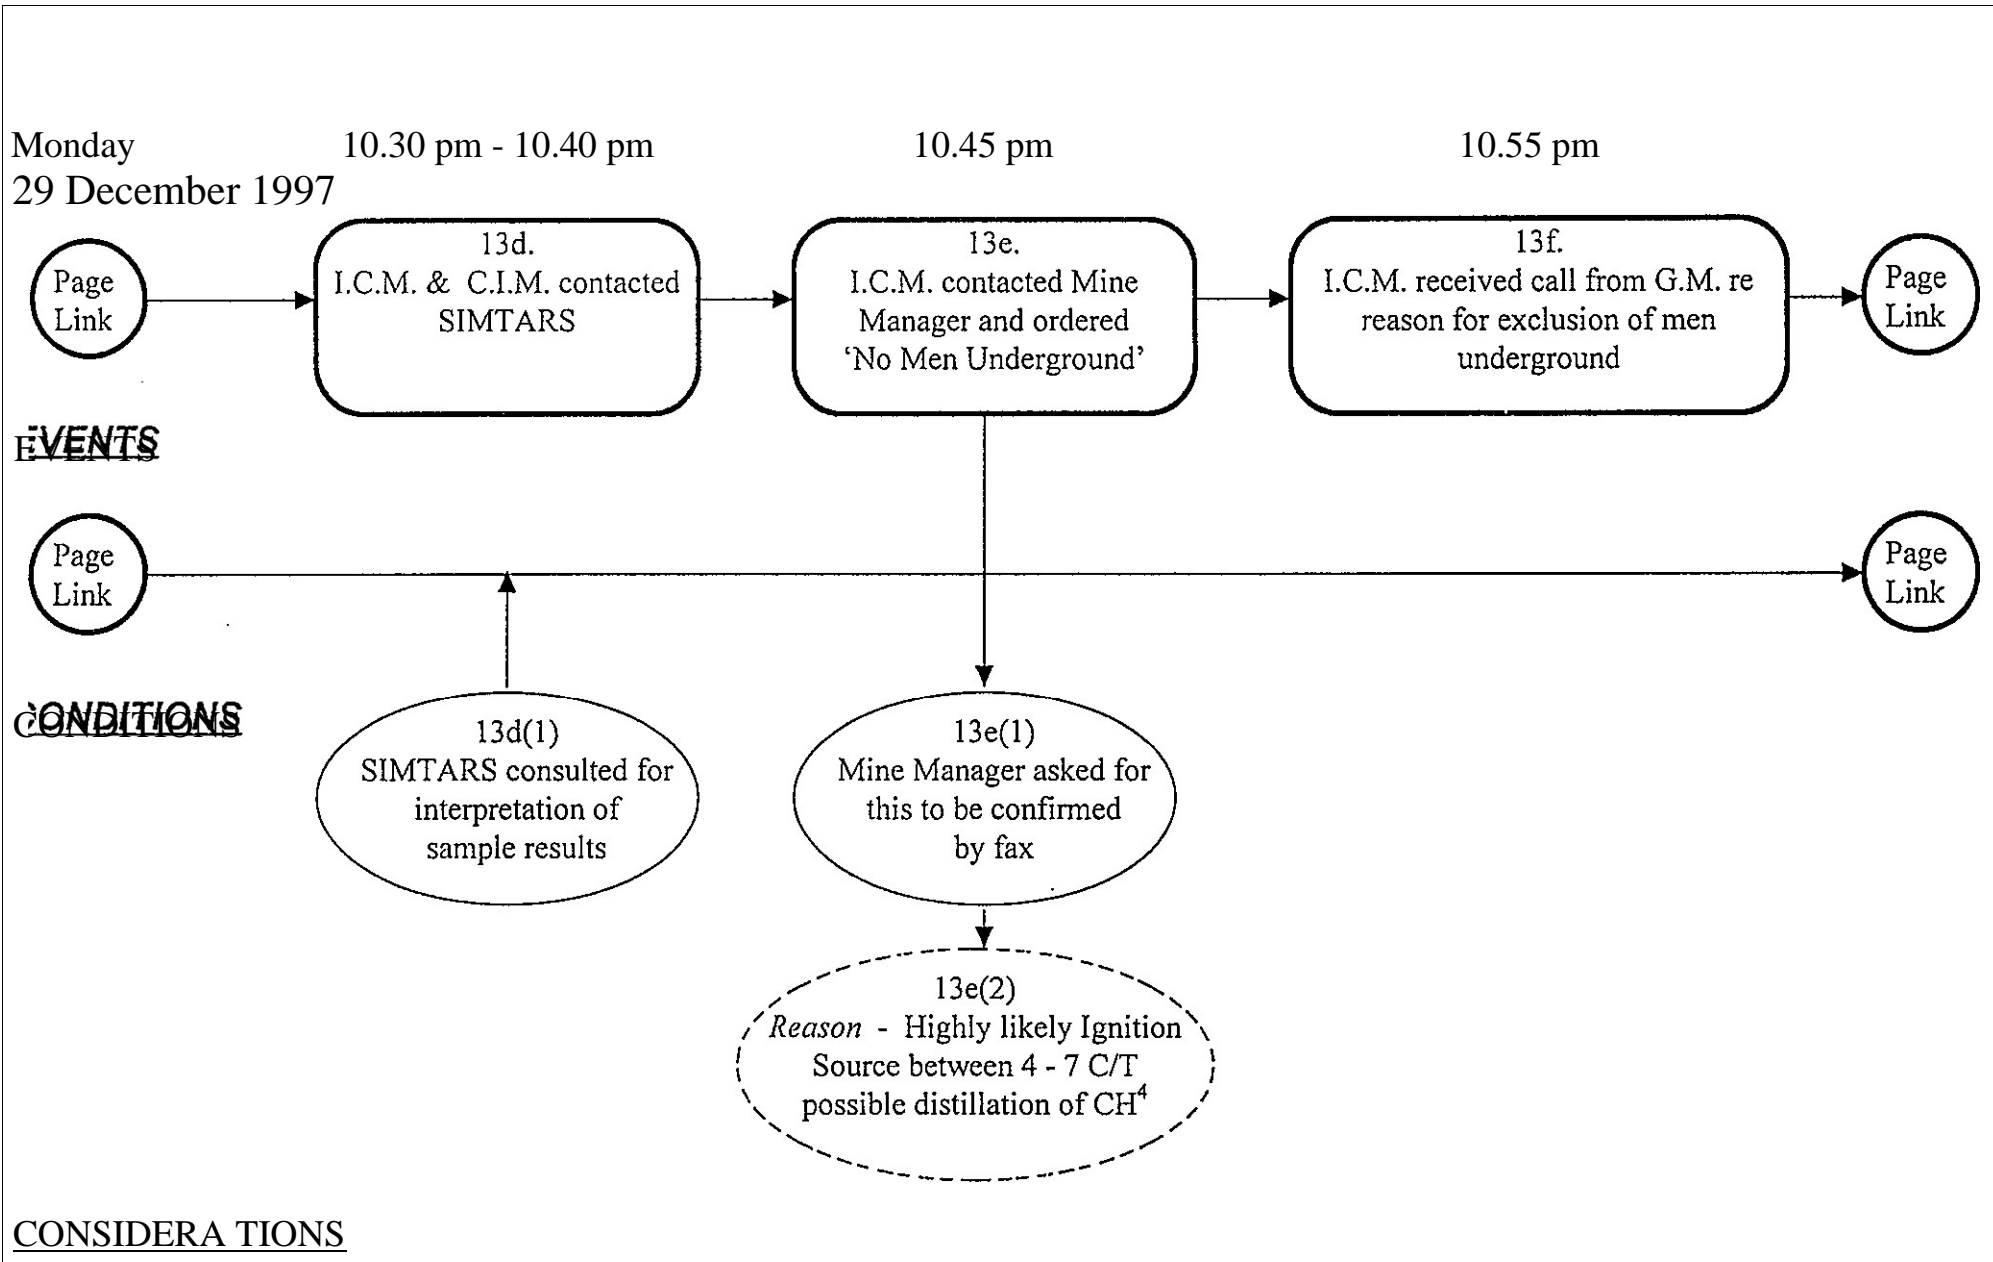 Monday
10.30 pm - 10.40 pm
10.45 pm
10.55 pm
29 December 1997
Page
Link
13d.
I.C.M. & C.I.M. contacted
SIMTARS
13e.
I.C.M. contacted Mine
Manager and ordered
‘No Men Underground’
13f.
I.C.M. received call from G.M. re
reason for exclusion of men
underground
Page
Link
EVENTS
Page
Link
Page
Link
CONDITIONS
13d(1)
SIMTARS consulted for
interpretation of
sample results
13e(1)
Mine Manager asked for
this to be confirmed
by fax
13e(2)
Reason - Highly likely Ignition
Source between 4 - 7 C/T
possible distillation of CH⁴
CONSIDERA TIONS